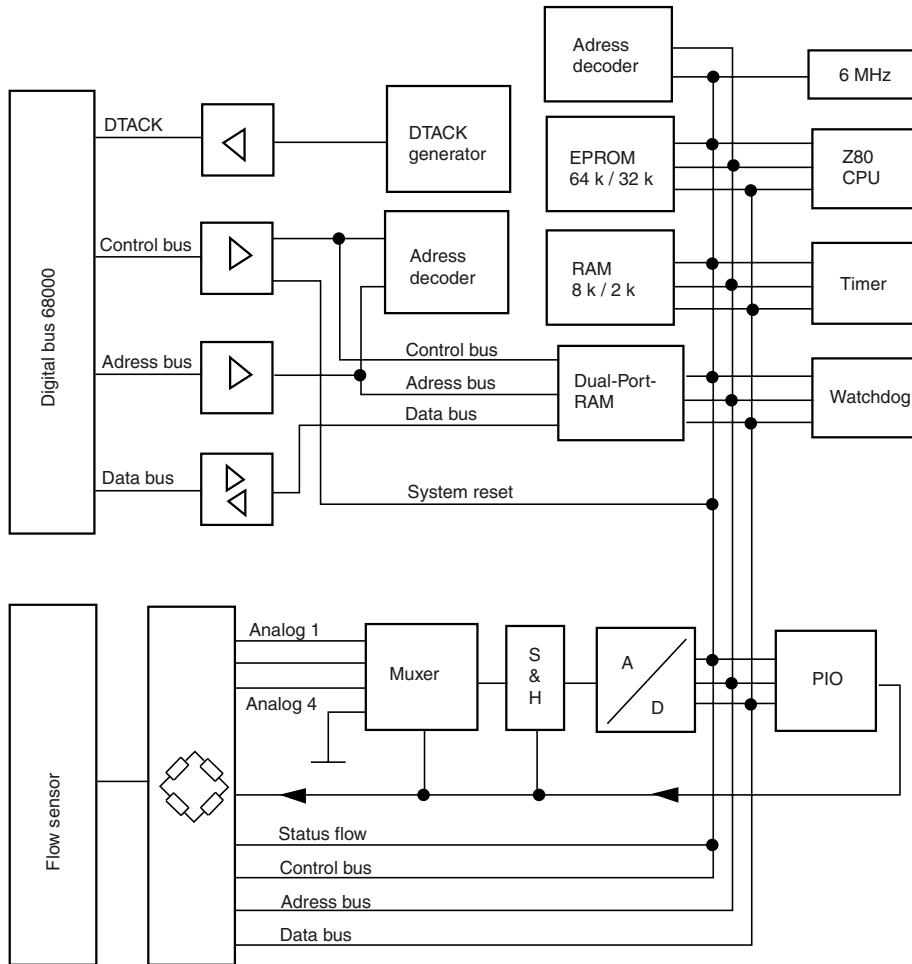 Adress
decoder
6 MHz
DTACK
DTACK
generator
EPROM
64 k / 32 k
Z80
CPU
Digital bus 68000
Control bus
Adress
decoder
RAM
8 k / 2 k
Timer
Adress bus
Control bus
Adress bus
Data bus
Dual-Port-
RAM
Watchdog
Data bus
System reset
Flow sensor
Analog 1
Analog 4
Muxer
S
&
H
A
D
PIO
Status flow
Control bus
Adress bus
Data bus